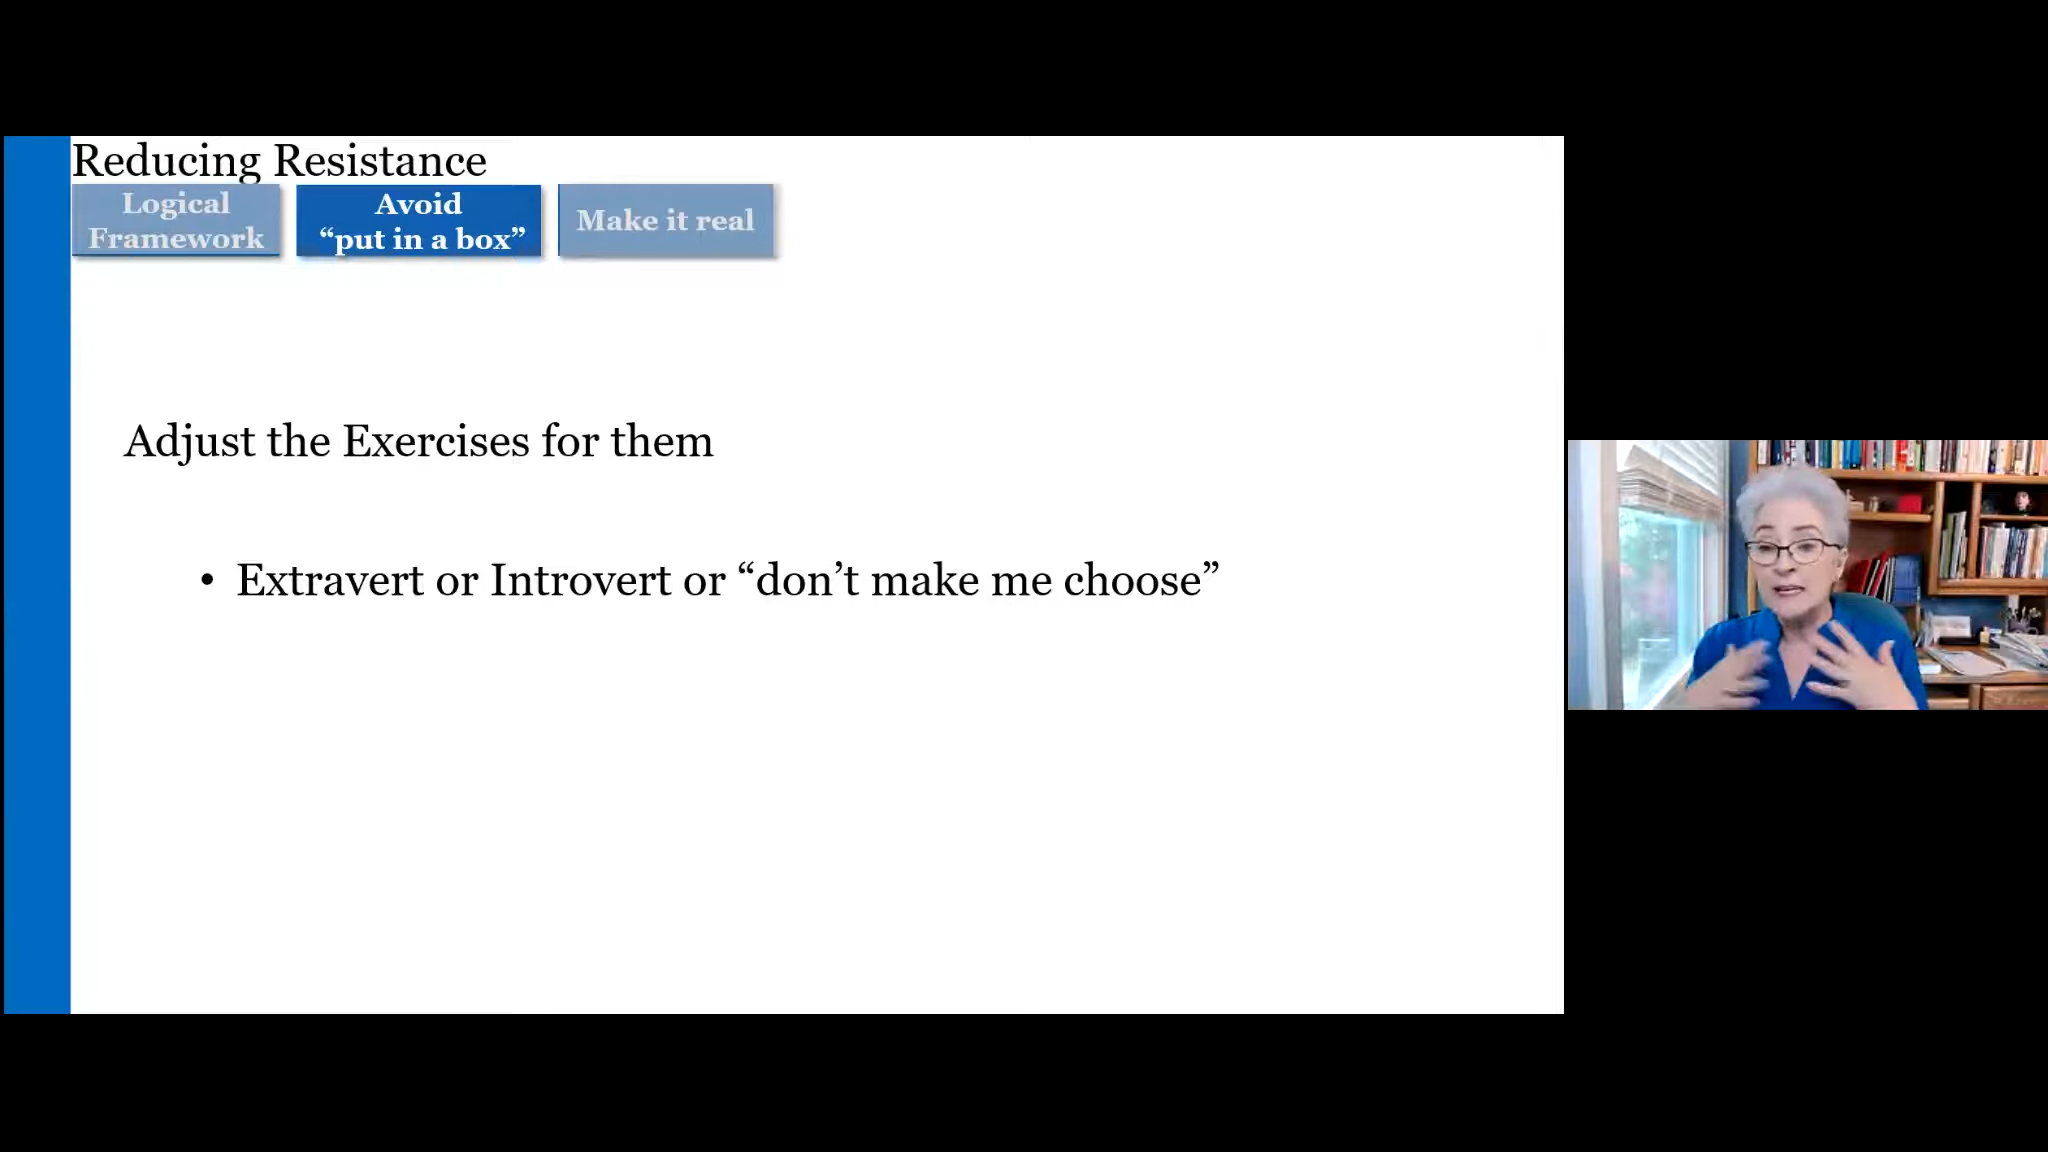 Reducing Resistance
Logical
Framework
Avoid
“put in a box”
Make it real
Adjust the Exercises for them
• Extravert or Introvert or “don’t make me choose”